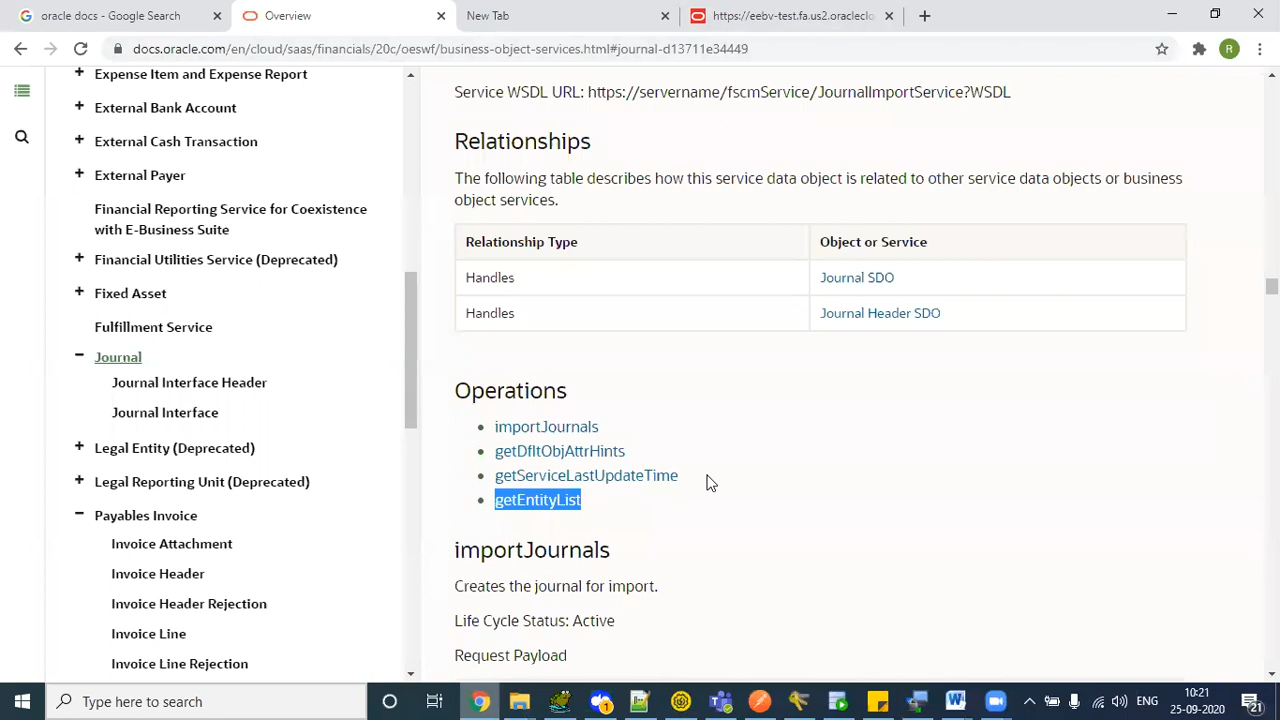 oracle docs - Google Search
Overview
New Tab
https://eebv-test.fa.us2.oraclecl
docs.oracle.com/en/cloud/saas/financials/20c/oeswf/business-object-services.html#journal-d13711e34449
R
Expense Item and Expense Report
External Bank Account
External Cash Transaction
External Payer
Financial Reporting Service for Coexistence
with E-Business Suite
Financial Utilities Service (Deprecated)
Fixed Asset
Fulfillment Service
Journal
Journal Interface Header
Journal Interface
Legal Entity (Deprecated)
Legal Reporting Unit (Deprecated)
Payables Invoice
Invoice Attachment
Invoice Header
Invoice Header Rejection
Invoice Line
Invoice Line Rejection
Service WSDL URL: https://servername/fscmService/JournalImportService?WSDL
Relationships
The following table describes how this service data object is related to other service data objects or business
object services.
Relationship Type Object or Service
Handles Journal SDO
Handles Journal Header SDO
Operations
• importJournals
• getDfltObjAttrHints
• getServiceLastUpdateTime
• getEntityList
importJournals
Creates the journal for import.
Life Cycle Status: Active
Request Payload
Type here to search
1
ENG
10:21
25-09-2020
21